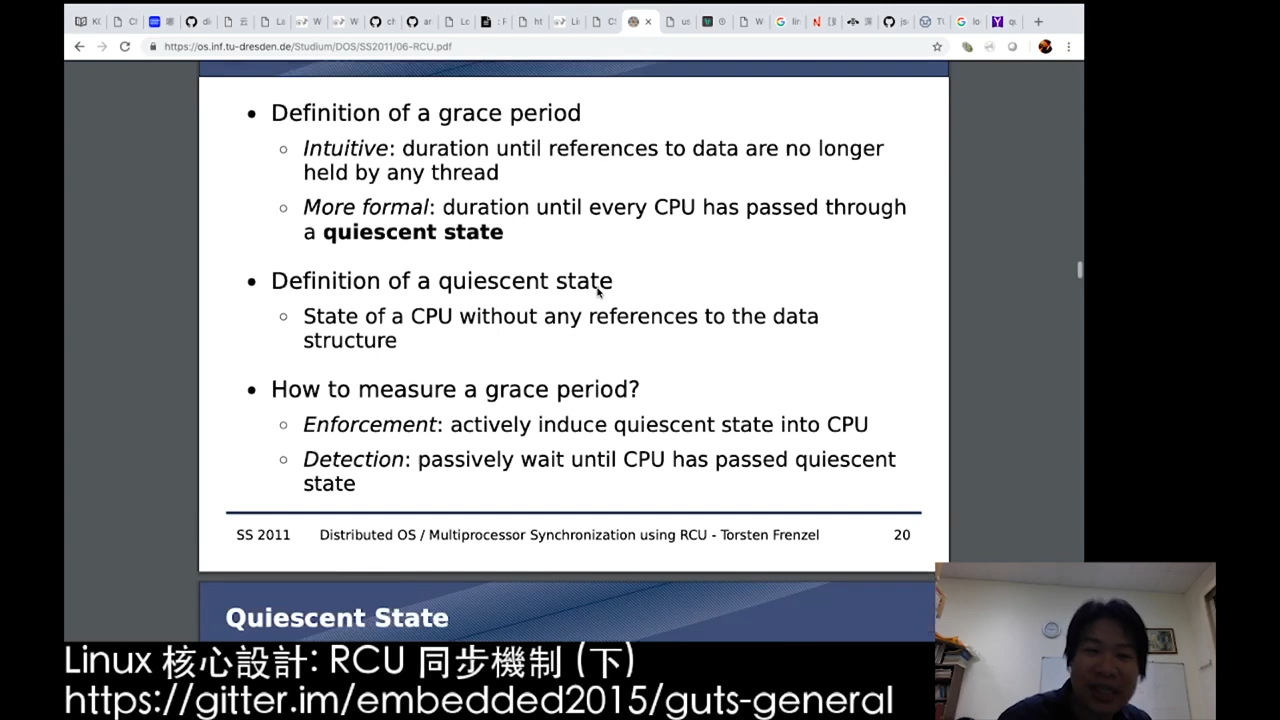 https://os.inf.tu-dresden.de/Studium/DOS/SS2011/06-RCU.pdf
• Definition of a grace period
○ Intuitive: duration until references to data are no longer
held by any thread
○ More formal: duration until every CPU has passed through
a quiescent state
• Definition of a quiescent state
○ State of a CPU without any references to the data
structure
• How to measure a grace period?
○ Enforcement: actively induce quiescent state into CPU
○ Detection: passively wait until CPU has passed quiescent
state
SS 2011 Distributed OS / Multiprocessor Synchronization using RCU - Torsten Frenzel 20
Quiescent State
Linux 核心設計: RCU 同步機制 (下)
https://gitter.im/embedded2015/guts-general